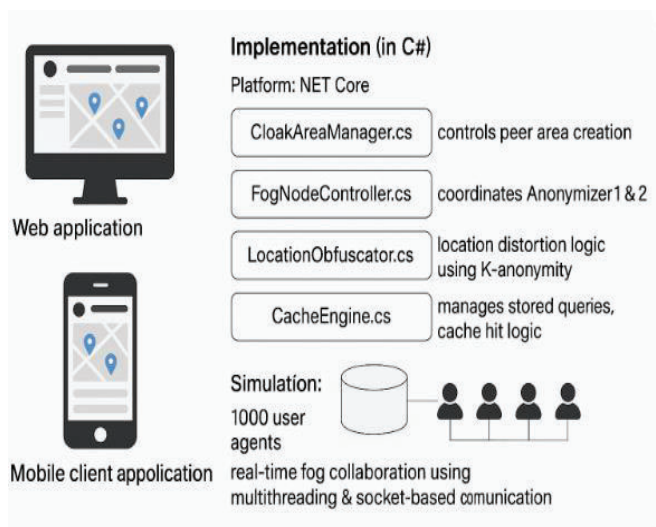 Implementation (in C#)
Platform: NET Core
CloakAreaManager.cs controls peer area creation
FogNodeController.cs coordinates Anonymizer1 & 2
LocationObfuscator.cs location distortion logic
using K-anonymity
CacheEngine.cs manages stored queries,
cache hit logic
Web application
Mobile client appolication
Simulation:
1000 user
agents
real-time fog collaboration using
multithreading & socket-based comunication